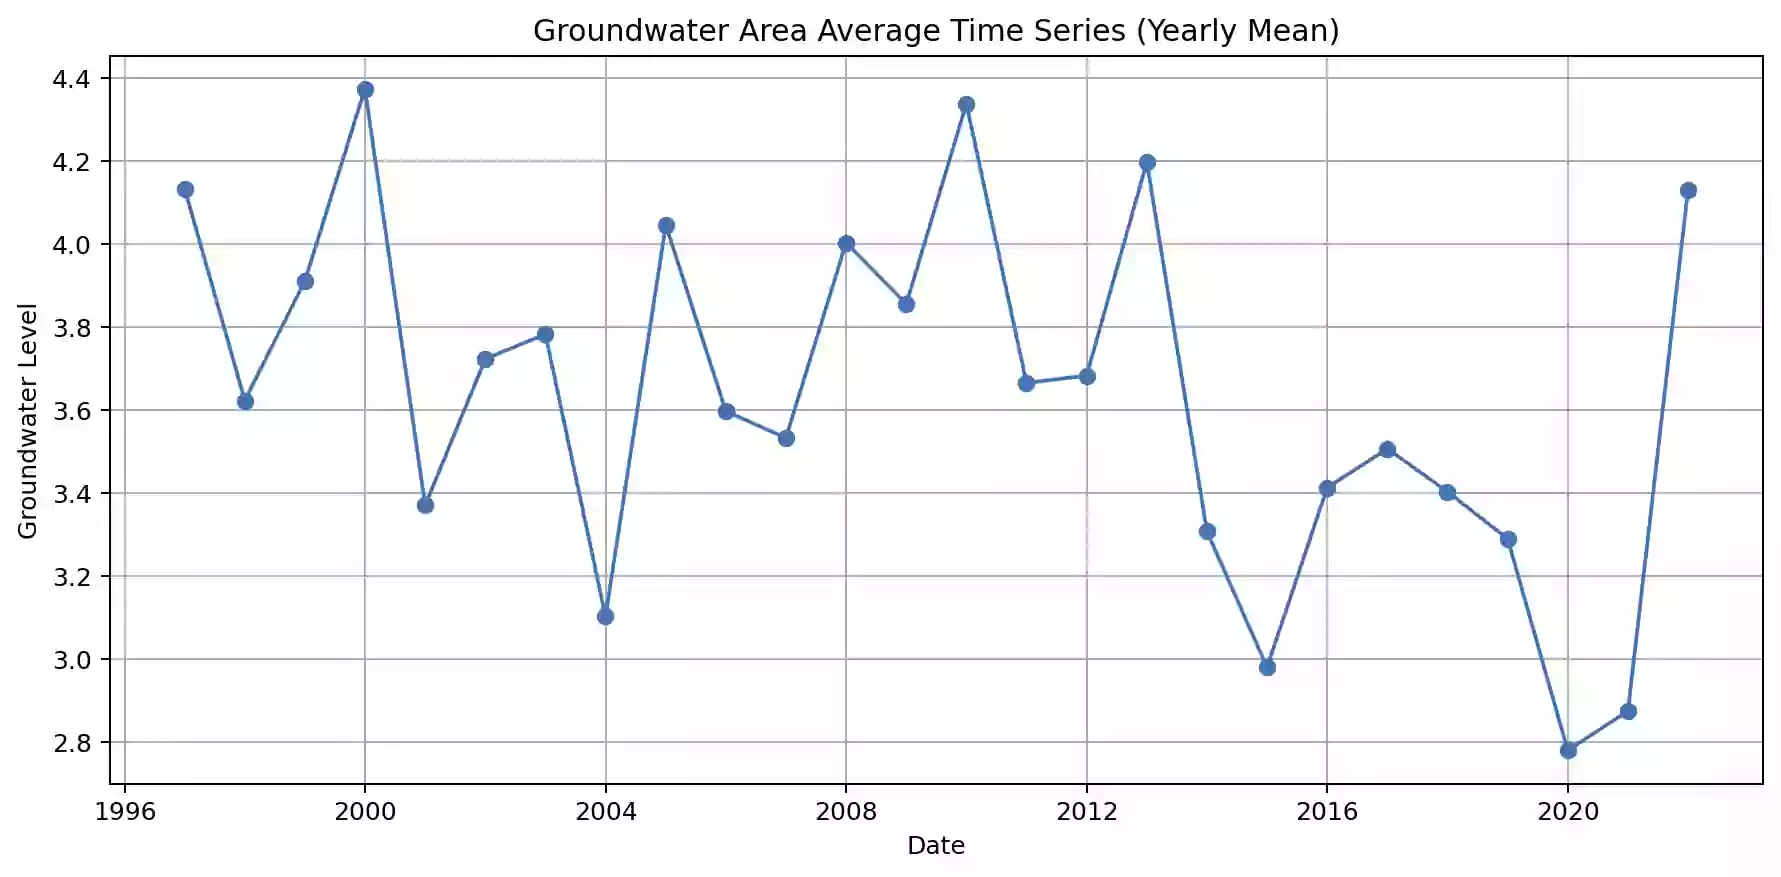 Groundwater Area Average Time Series (Yearly Mean)
Groundwater Level
4.4
4.2
4.0
3.8
3.6
3.4
3.2
3.0
2.8
1996 2000 2004 2008 2012 2016 2020
Date